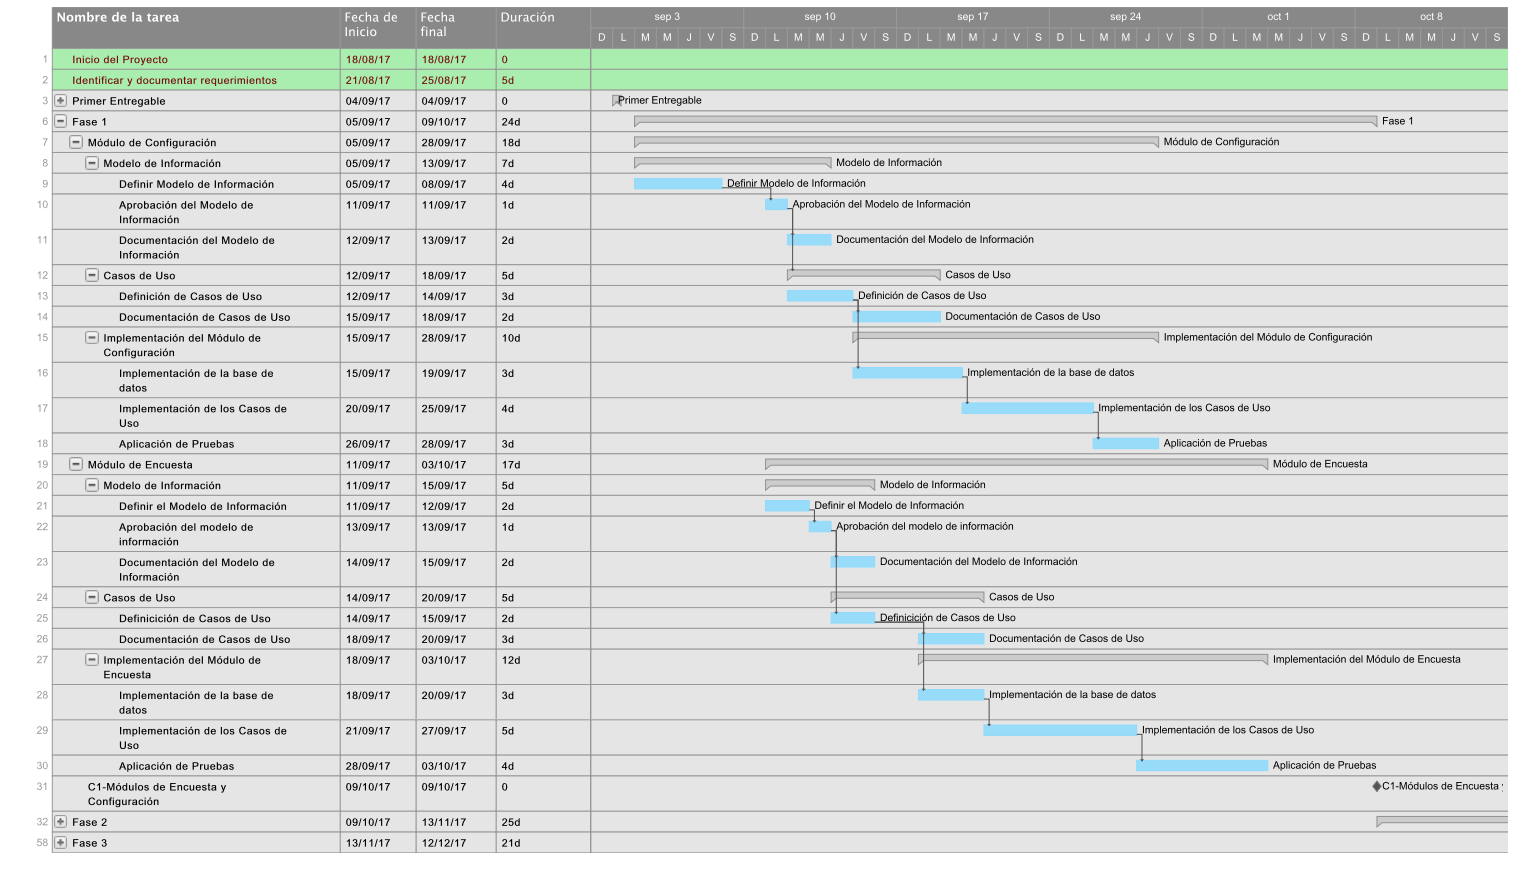 Nombre de la tarea Fecha de Inicio Fecha final Duración sep 3 sep 10 sep 17 sep 24 oct 1 oct 8
D L M M J V S D L M M J V S D L M M J V S D L M M J V S D L M M J V S D L M M J V S
1 Inicio del Proyecto 18/08/17 18/08/17 0
2 Identificar y documentar requerimientos 21/08/17 25/08/17 5d
3 Primer Entregable 04/09/17 04/09/17 0 Primer Entregable
6 Fase 1 05/09/17 09/10/17 24d Fase 1
7 Módulo de Configuración 05/09/17 28/09/17 18d Módulo de Configuración
8 Modelo de Información 05/09/17 13/09/17 7d Modelo de Información
9 Definir Modelo de Información 05/09/17 08/09/17 4d Definir Modelo de Información
10 Aprobación del Modelo de Información 11/09/17 11/09/17 1d Aprobación del Modelo de Información
11 Documentación del Modelo de Información 12/09/17 13/09/17 2d Documentación del Modelo de Información
12 Casos de Uso 12/09/17 18/09/17 5d Casos de Uso
13 Definición de Casos de Uso 12/09/17 14/09/17 3d Definición de Casos de Uso
14 Documentación de Casos de Uso 15/09/17 18/09/17 2d Documentación de Casos de Uso
15 Implementación del Módulo de Configuración 15/09/17 28/09/17 10d Implementación del Módulo de Configuración
16 Implementación de la base de datos 15/09/17 19/09/17 3d Implementación de la base de datos
17 Implementación de los Casos de Uso 20/09/17 25/09/17 4d Implementación de los Casos de Uso
18 Aplicación de Pruebas 26/09/17 28/09/17 3d Aplicación de Pruebas
19 Módulo de Encuesta 11/09/17 03/10/17 17d Módulo de Encuesta
20 Modelo de Información 11/09/17 15/09/17 5d Modelo de Información
21 Definir el Modelo de Información 11/09/17 12/09/17 2d Definir el Modelo de Información
22 Aprobación del modelo de información 13/09/17 13/09/17 1d Aprobación del modelo de información
23 Documentación del Modelo de Información 14/09/17 15/09/17 2d Documentación del Modelo de Información
24 Casos de Uso 14/09/17 20/09/17 5d Casos de Uso
25 Definicición de Casos de Uso 14/09/17 15/09/17 2d Definicición de Casos de Uso
26 Documentación de Casos de Uso 18/09/17 20/09/17 3d Documentación de Casos de Uso
27 Implementación del Módulo de Encuesta 18/09/17 03/10/17 12d Implementación del Módulo de Encuesta
28 Implementación de la base de datos 18/09/17 20/09/17 3d Implementación de la base de datos
29 Implementación de los Casos de Uso 21/09/17 27/09/17 5d Implementación de los Casos de Uso
30 Aplicación de Pruebas 28/09/17 03/10/17 4d Aplicación de Pruebas
31 C1-Módulos de Encuesta y Configuración 09/10/17 09/10/17 0 C1-Módulos de Encuesta y
32 Fase 2 09/10/17 13/11/17 25d
58 Fase 3 13/11/17 12/12/17 21d